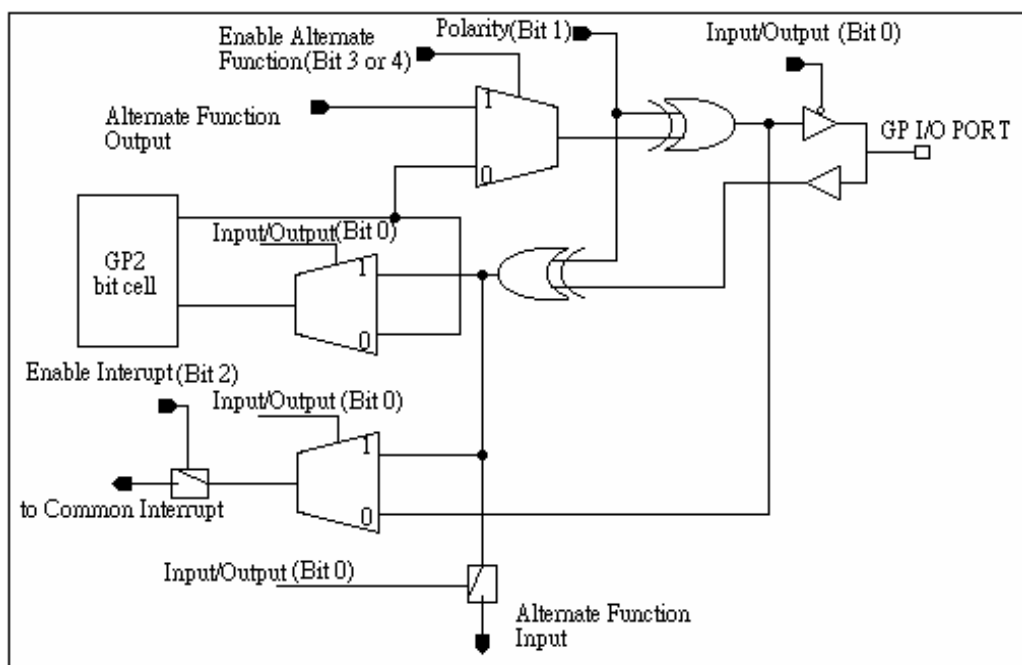 Enable Alternate
Function(Bit 3 or 4)
Polarity(Bit 1)
Input/Output (Bit 0)
Alternate Function
Output
1
0
GP I/O PORT
GP2
bit cell
Input/Output(Bit 0)
1
0
Enable Interupt(Bit 2)
Input/Output (Bit 0)
1
0
to Common Interrupt
Input/Output (Bit 0)
Alternate Function
Input